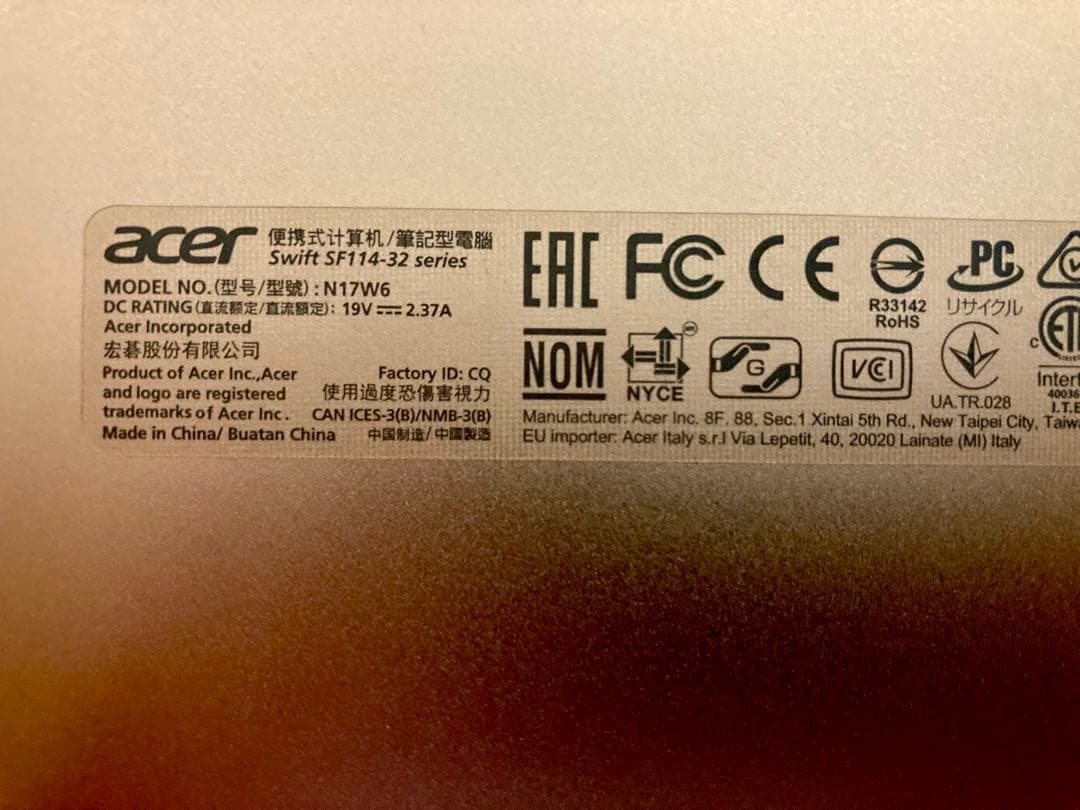 acer 便携式计算机/筆記型電腦
Swift SF114-32 series
MODEL NO.(型号/型號) : N17W6
DC RATING(直流额定/直流額定): 19V ⎓ 2.37A
Acer Incorporated
宏碁股份有限公司
Product of Acer Inc.,Acer
and logo are registered
trademarks of Acer Inc.
Factory ID: CQ
使用過度恐傷害視力
CAN ICES-3(B)/NMB-3(B)
Made in China/ Buatan China 中国制造/中國製造
EAC FC CE
R33142
RoHS
PC
リサイクル
NOM
NYCE
G
VCCI
UA.TR.028
c ETL
LISTED
Intert
40036
I.T.E
Manufacturer: Acer Inc. 8F. 88, Sec.1 Xintai 5th Rd., New Taipei City, Taiwa
EU importer: Acer Italy s.r.l Via Lepetit, 40, 20020 Lainate (MI) Italy